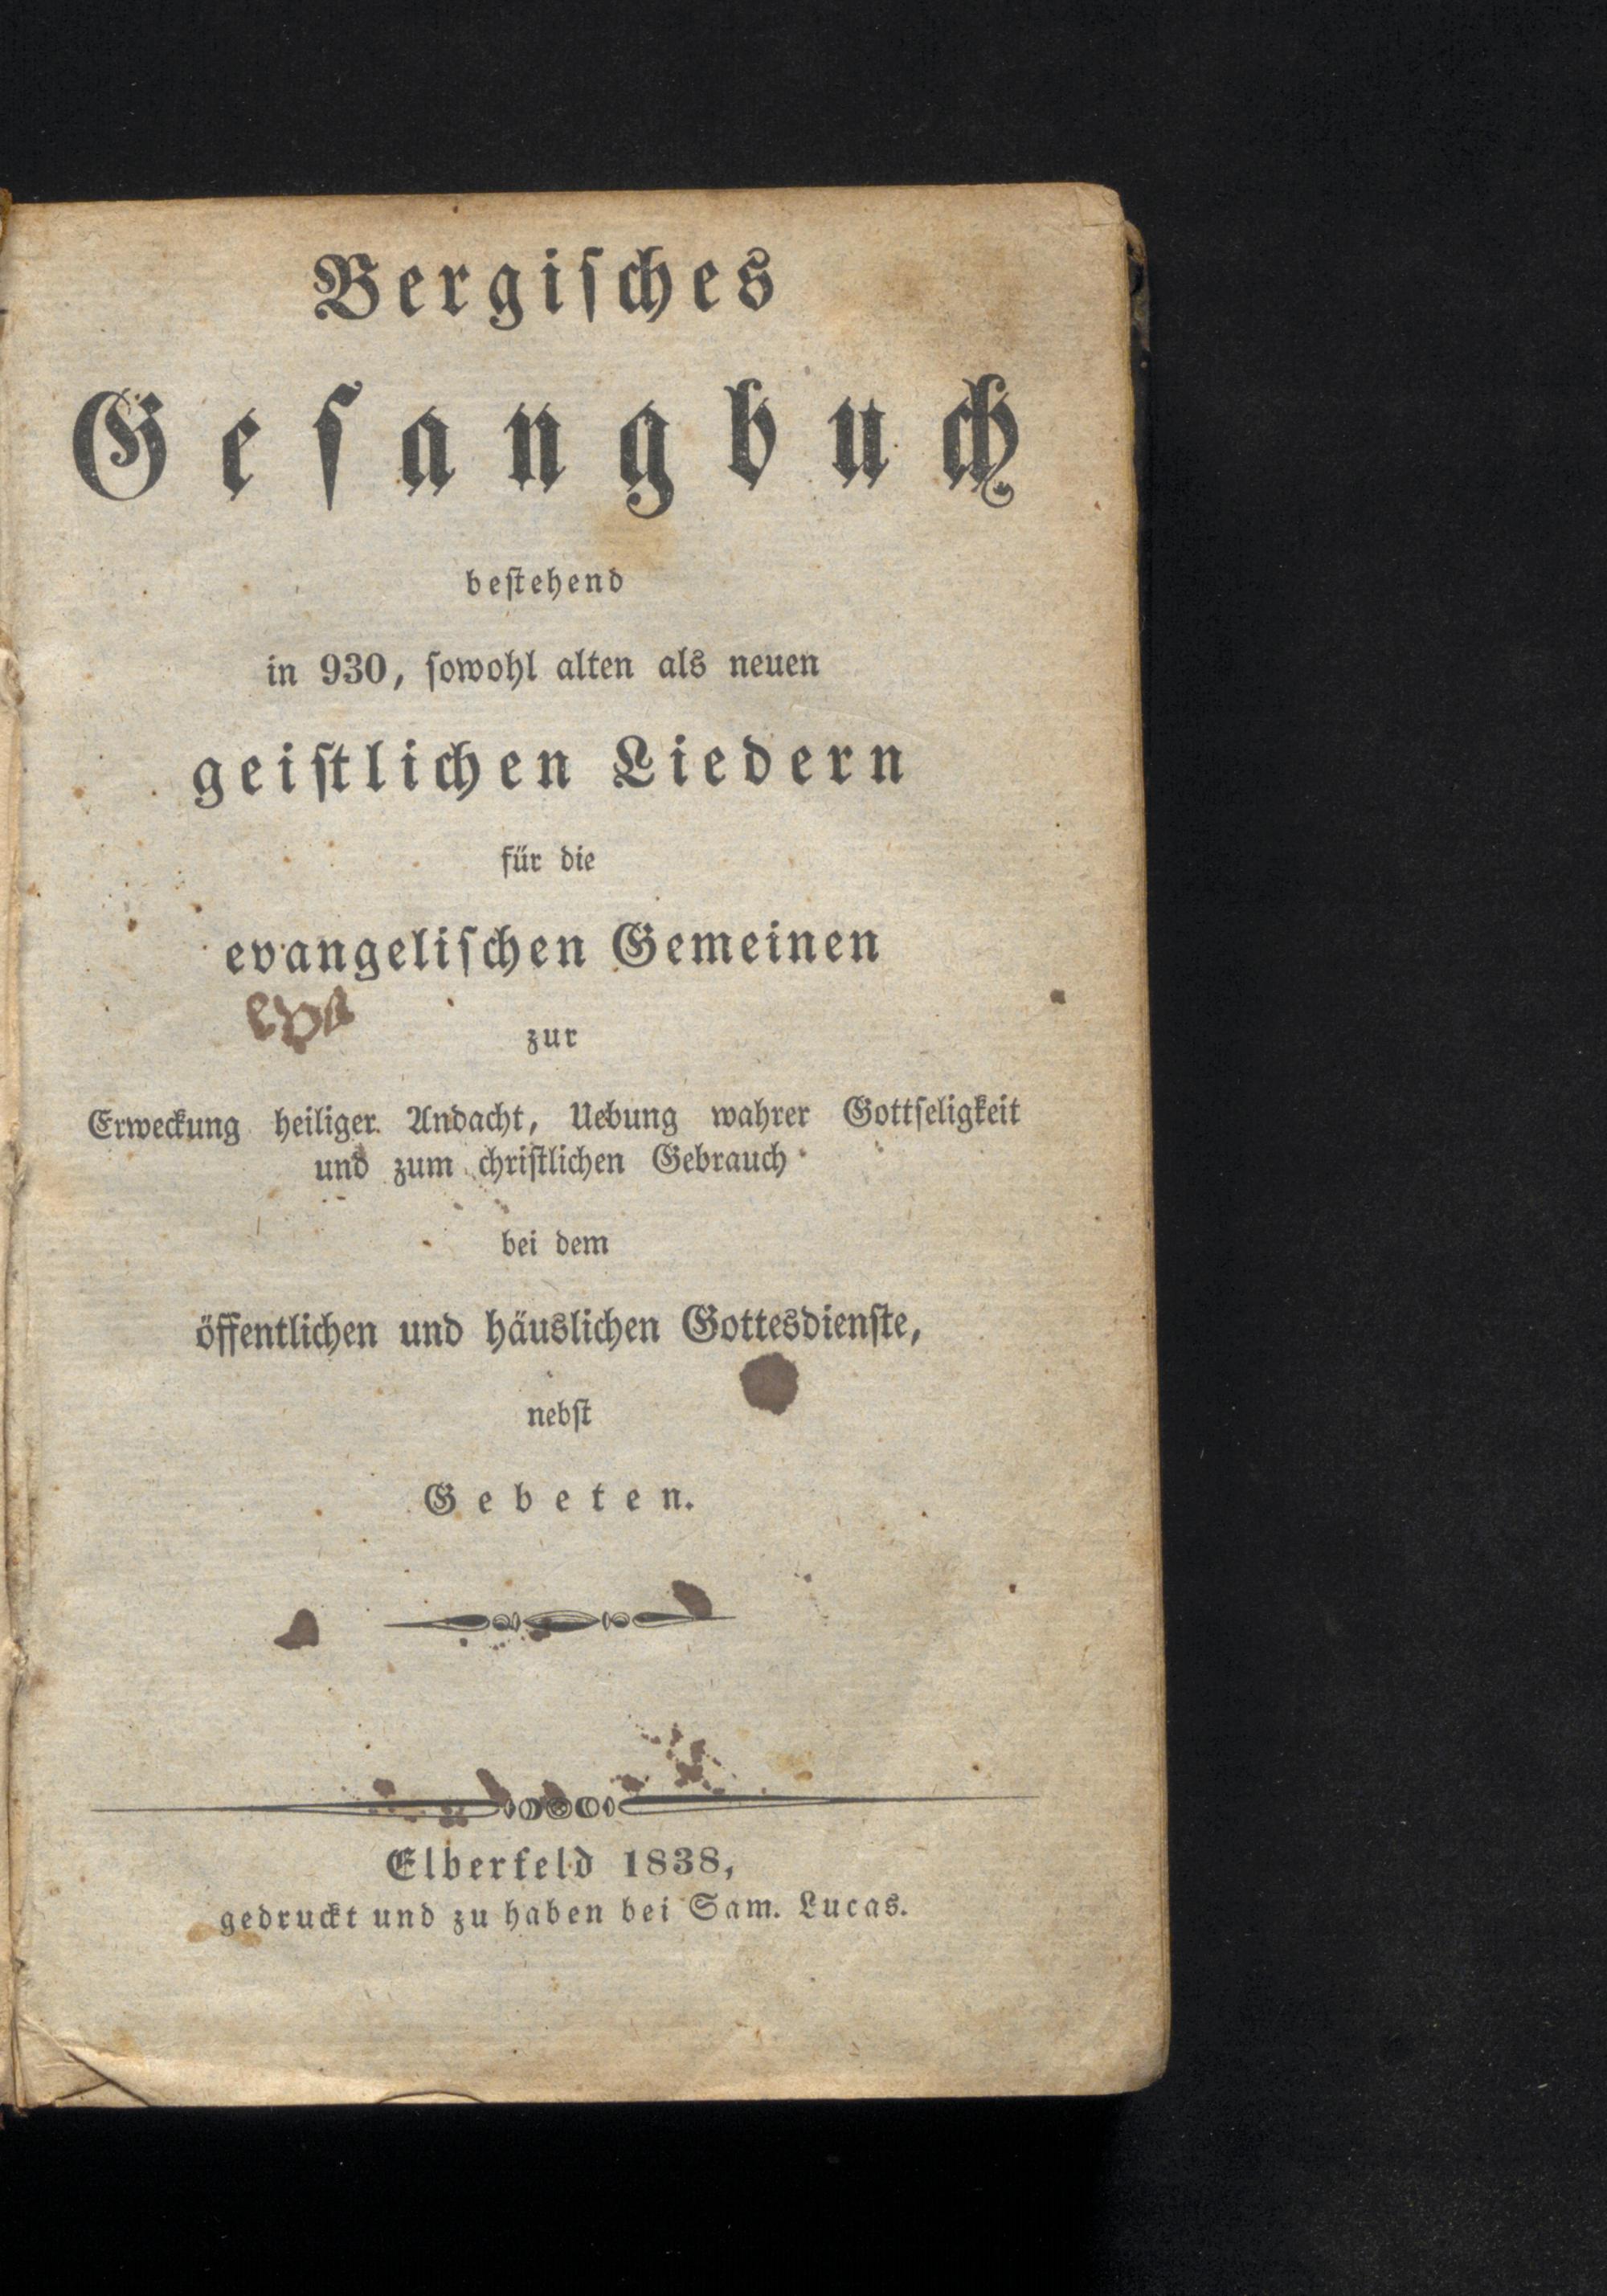 Bergiſches
Geſangbuch
beſtehend
in 930, ſowohl alten als neuen
geiſtlichen Liedern
für die
evangeliſchen Gemeinen
zur
Erweckung heiliger Andacht, Uebung wahrer Gottſeligkeit
und zum chriſtlichen Gebrauch
bei dem
öffentlichen und häuslichen Gottesdienſte,
nebſt
Gebeten.
Elberfeld 1838,
gedruckt und zu haben bei Sam. Lucas.